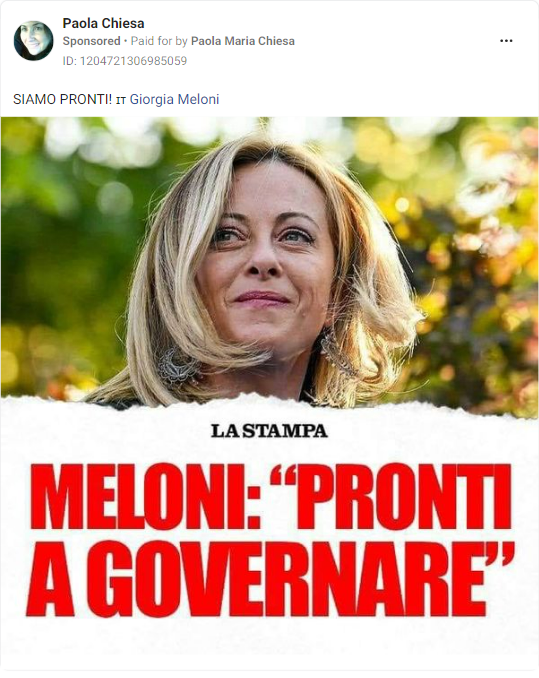 Paola Chiesa
Sponsored • Paid for by Paola Maria Chiesa
ID: 1204721306985059
SIAMO PRONTI! IT Giorgia Meloni
LA STAMPA
MELONI: “PRONTI
A GOVERNARE”